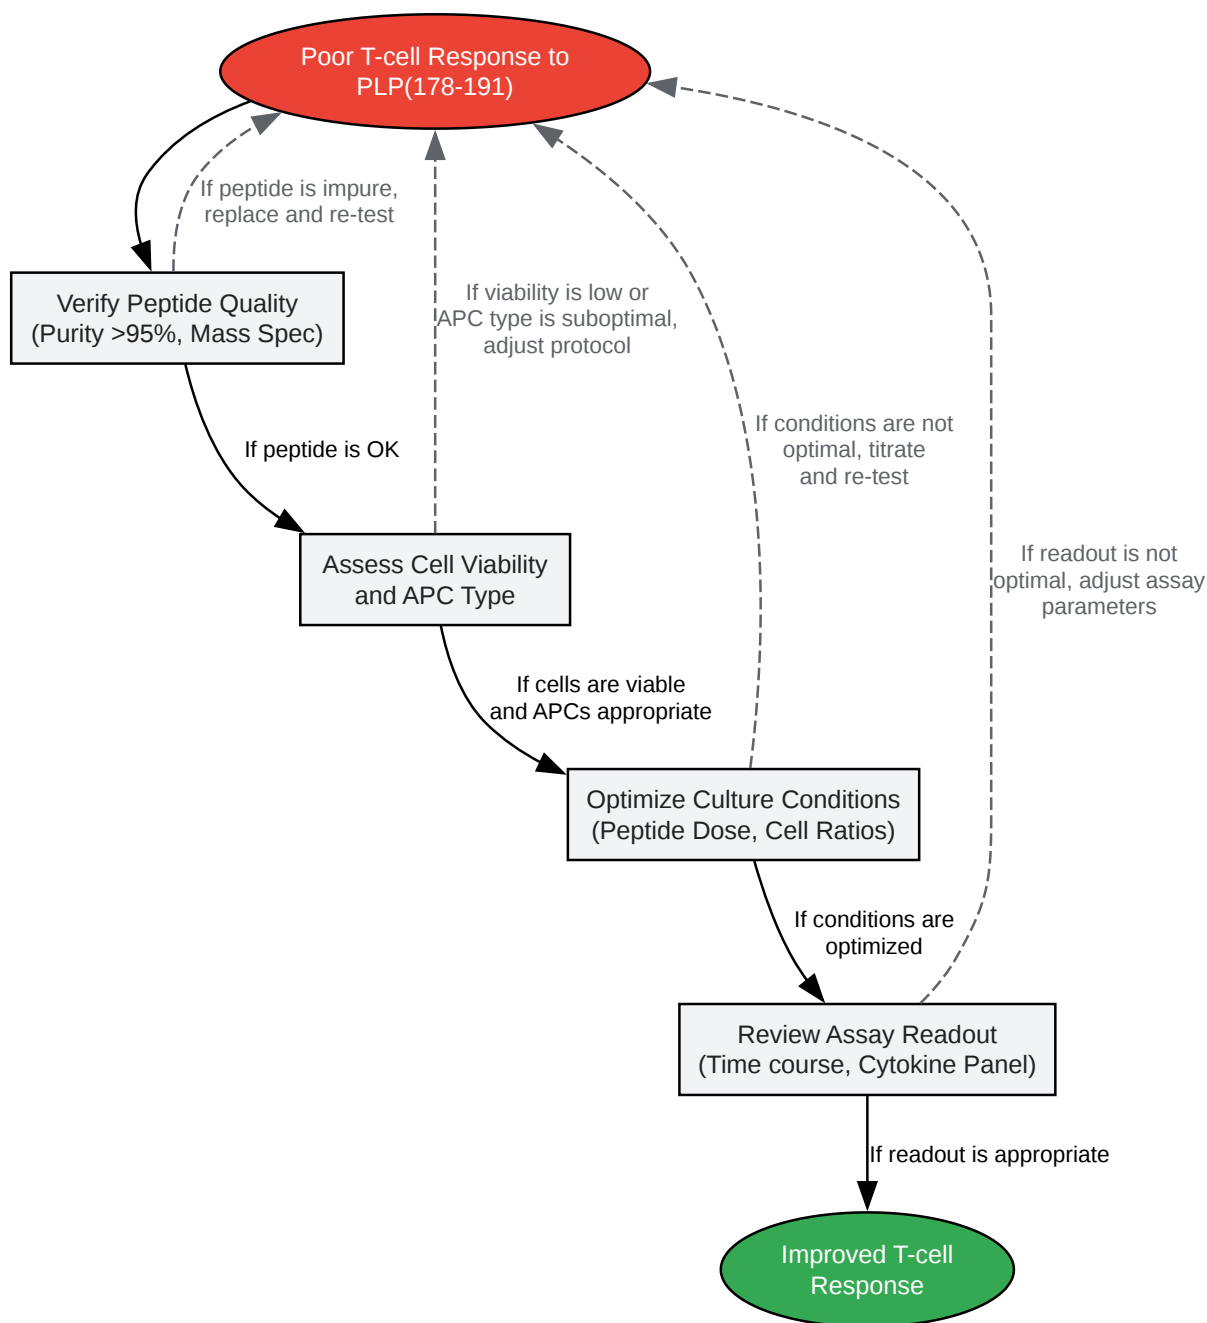 Poor T-cell Response to
PLP(178-191)
If peptide is impure,
replace and re-test
Verify Peptide Quality
(Purity >95%, Mass Spec)
If viability is low or
APC type is suboptimal,
adjust protocol
If peptide is OK
If conditions are not
optimal, titrate
and re-test
Assess Cell Viability
and APC Type
If readout is not
optimal, adjust assay
parameters
If cells are viable
and APCs appropriate
Optimize Culture Conditions
(Peptide Dose, Cell Ratios)
If conditions are
optimized
Review Assay Readout
(Time course, Cytokine Panel)
If readout is appropriate
Improved T-cell
Response